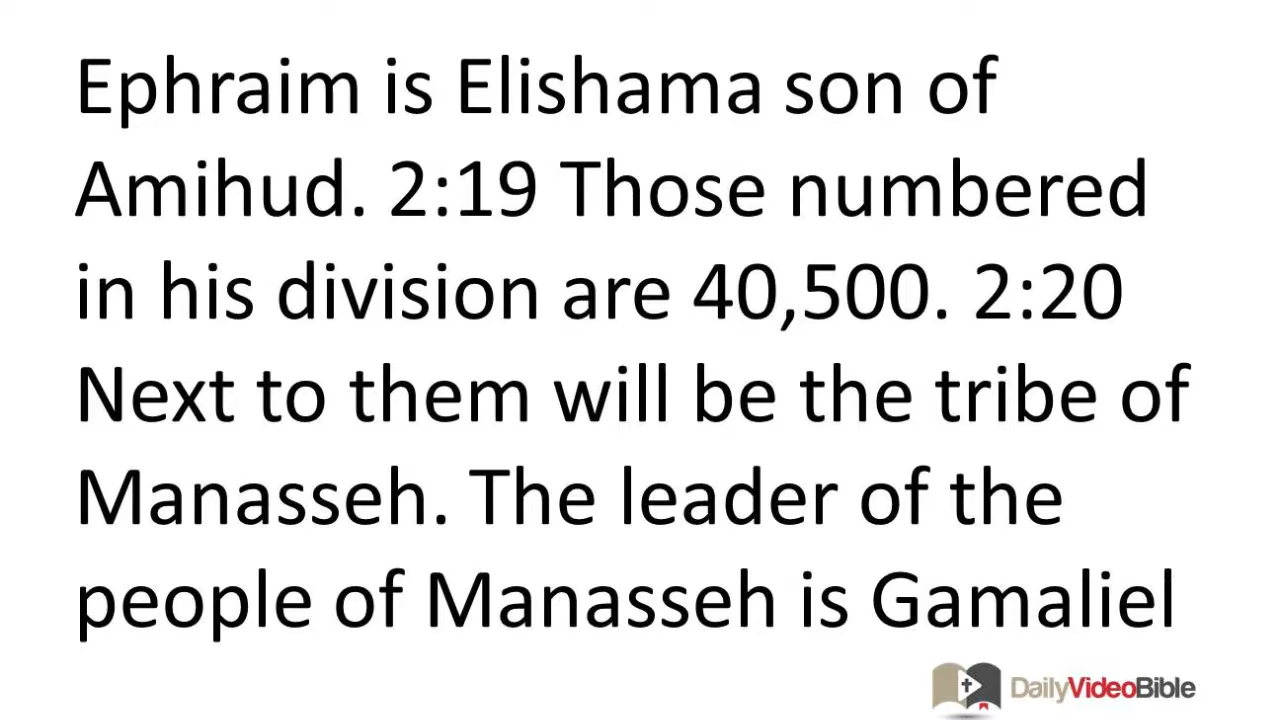 Ephraim is Elishama son of
Amihud. 2:19 Those numbered
in his division are 40,500. 2:20
Next to them will be the tribe of
Manasseh. The leader of the
people of Manasseh is Gamaliel
DailyVideoBible